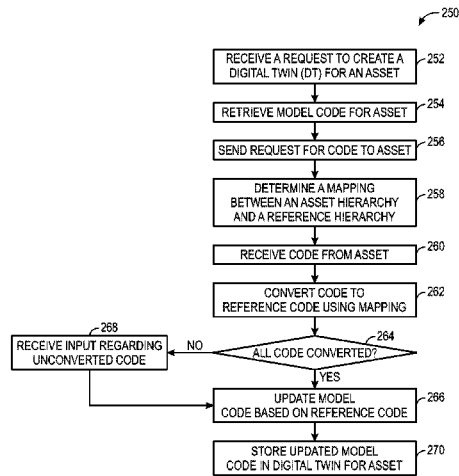 250
RECEIVE A REQUEST TO CREATE A
DIGITAL TWIN (DT) FOR AN ASSET
252
RETRIEVE MODEL CODE FOR ASSET
254
SEND REQUEST FOR CODE TO ASSET
256
DETERMINE A MAPPING
BETWEEN AN ASSET HIERARCHY
AND A REFERENCE HIERARCHY
258
RECEIVE CODE FROM ASSET
260
CONVERT CODE TO
REFERENCE CODE USING MAPPING
262
ALL CODE CONVERTED?
264
NO
268
RECEIVE INPUT REGARDING
UNCONVERTED CODE
YES
UPDATE MODEL
CODE BASED ON REFERENCE CODE
266
STORE UPDATED MODEL
CODE IN DIGITAL TWIN FOR ASSET
270